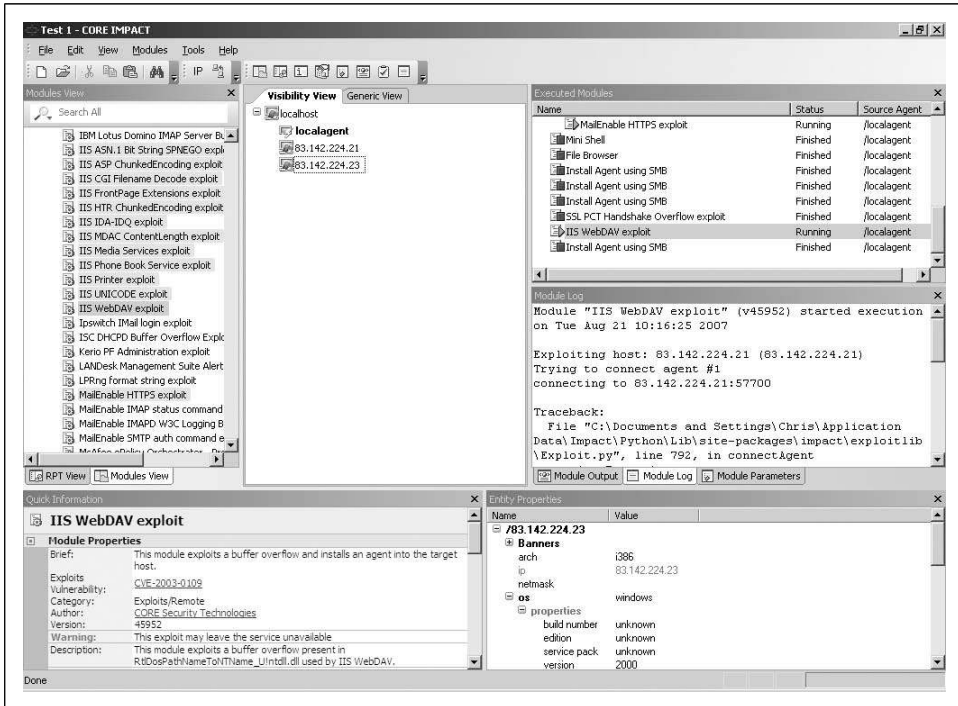 Test 1 - CORE IMPACT
File Edit View Modules Tools Help
IP
Modules View
Search All
IBM Lotus Domino IMAP Server Bu
IIS ASN.1 Bit String SPNEGO expl
IIS ASP ChunkedEncoding exploit
IIS CGI Filename Decode exploit
IIS FrontPage Extensions exploit
IIS HTR ChunkedEncoding exploit
IIS IDA-IDQ exploit
IIS MDAC ContentLength exploit
IIS Media Services exploit
IIS Phone Book Service exploit
IIS Printer exploit
IIS UNICODE exploit
IIS WebDAV exploit
Ipswitch IMail login exploit
ISC DHCPD Buffer Overflow Explo
Kerio PF Administration exploit
LANDesk Management Suite Alert
LPRng format string exploit
MailEnable HTTPS exploit
MailEnable IMAP status command
MailEnable IMAPD W3C Logging B
MailEnable SMTP auth command e
McAfee ePolicy Orchestrator
RPT View Modules View
Visibility View Generic View
localhost
localagent
83.142.224.21
83.142.224.23
Executed Modules
Name Status Source Agent
MailEnable HTTPS exploit Running /localagent
Mini Shell Finished /localagent
File Browser Finished /localagent
Install Agent using SMB Finished /localagent
Install Agent using SMB Finished /localagent
Install Agent using SMB Finished /localagent
SSL PCT Handshake Overflow exploit Finished /localagent
IIS WebDAV exploit Running /localagent
Install Agent using SMB Finished /localagent
Module Log
Module "IIS WebDAV exploit" (v45952) started execution
on Tue Aug 21 10:16:25 2007
Exploiting host: 83.142.224.21 (83.142.224.21)
Trying to connect agent #1
connecting to 83.142.224.21:57700
Traceback:
File "C:\Documents and Settings\Chris\Application
Data\Impact\Python\Lib\site-packages\impact\exploitlib
\Exploit.py", line 792, in connectAgent
Module Output Module Log Module Parameters
Quick Information
IIS WebDAV exploit
Module Properties
Brief: This module exploits a buffer overflow and installs an agent into the target
host.
Exploits
Vulnerability: CVE-2003-0109
Category: Exploits/Remote
Author: CORE Security Technologies
Version: 45952
Warning: This exploit may leave the service unavailable
Description: This module exploits a buffer overflow present in
RtlDosPathNameToNTName_U!ntdll.dll used by IIS WebDAV.
Entity Properties
Name Value
/83.142.224.23
Banners
arch i386
ip 83.142.224.23
netmask
os windows
properties
build number unknown
edition unknown
service pack unknown
version 2000
Done